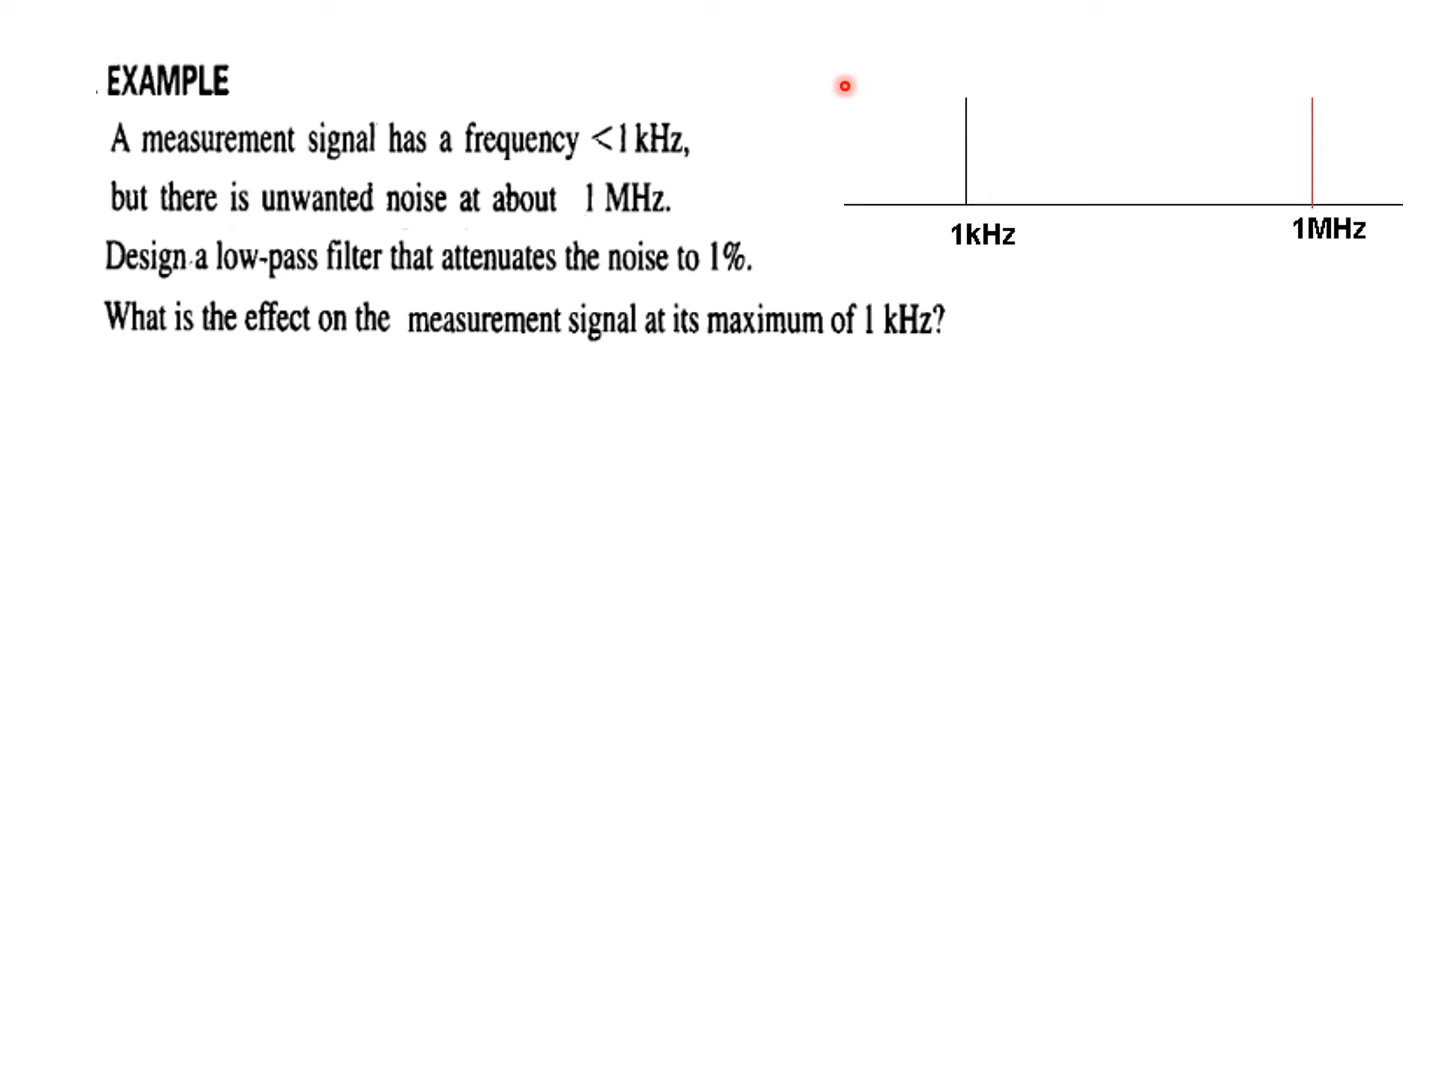 EXAMPLE
A measurement signal has a frequency <1 kHz,
but there is unwanted noise at about 1 MHz.
Design a low-pass filter that attenuates the noise to 1%.
What is the effect on the measurement signal at its maximum of 1 kHz?
1kHz
1MHz